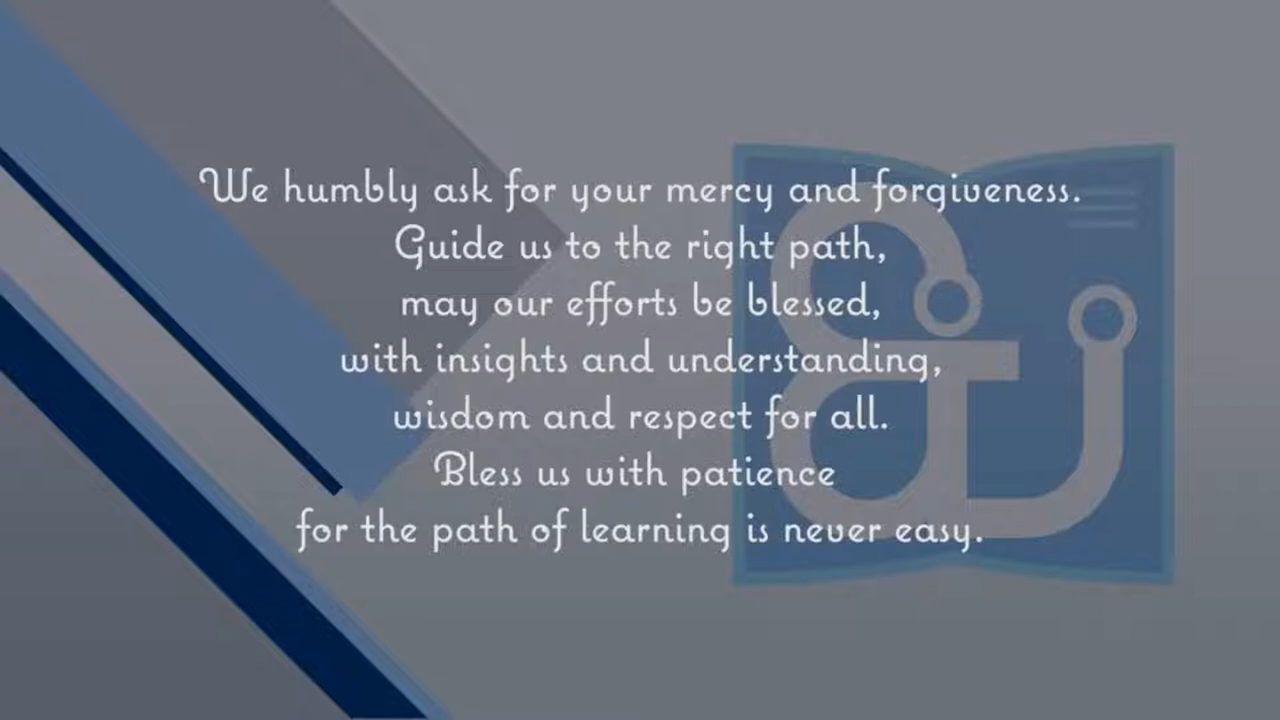 We humbly ask for your mercy and forgiveness.
Guide us to the right path,
may our efforts be blessed,
with insights and understanding,
wisdom and respect for all.
Bless us with patience
for the path of learning is never easy.